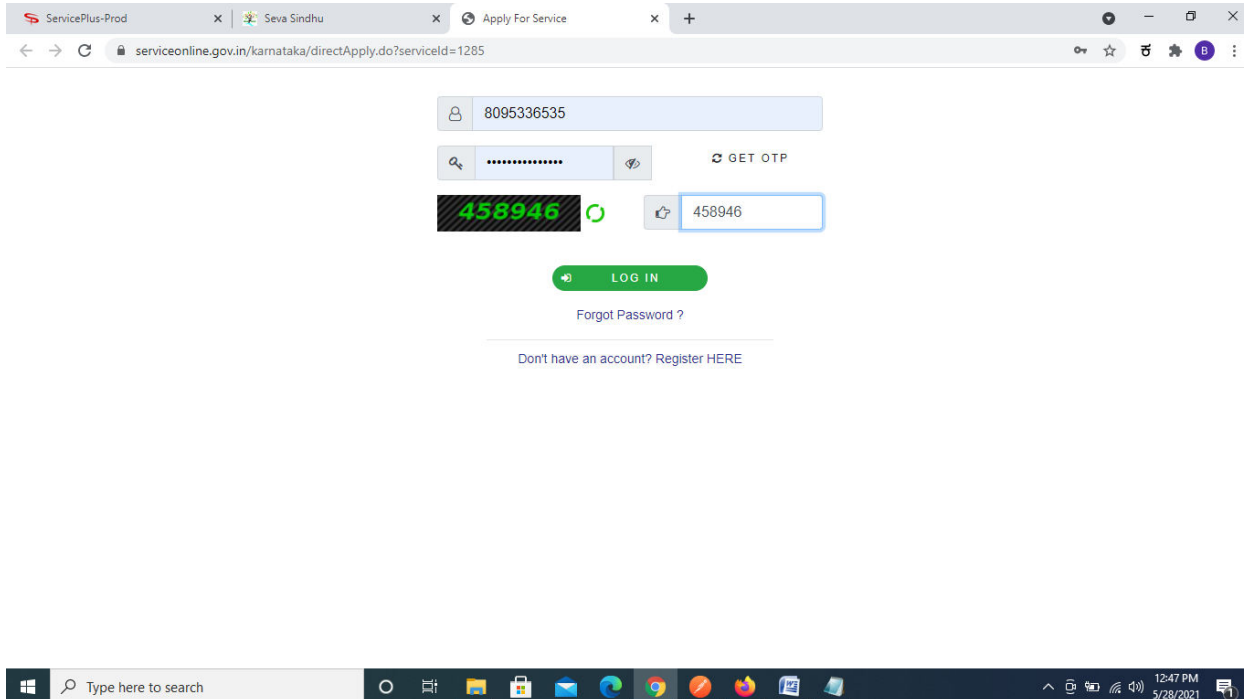 ServicePlus-Prod
Seva Sindhu
Apply For Service
serviceonline.gov.in/karnataka/directApply.do?serviceId=1285
ठ
B
8095336535
•••••••••••••••
GET OTP
458946
458946
LOG IN
Forgot Password ?
Don't have an account? Register HERE
Type here to search
12:47 PM
5/28/2021
1